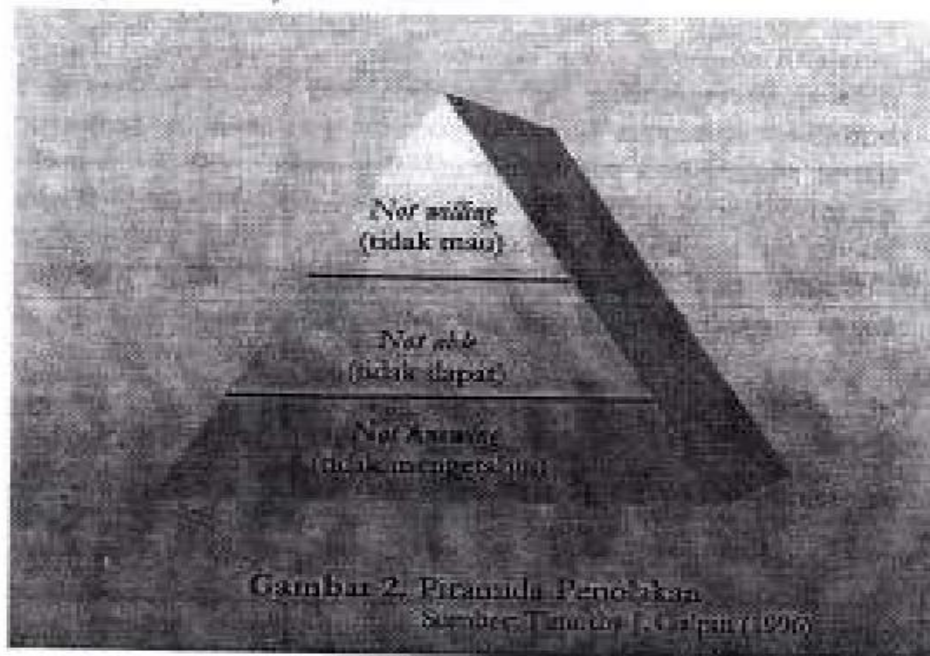 Not willing
(tidak mau)
Not able
(tidak dapat)
Not knowing
(tidak mengetahui
Gambar 2. Piramida Penolakan
Sumber: Timothy J. Galpin (1996)